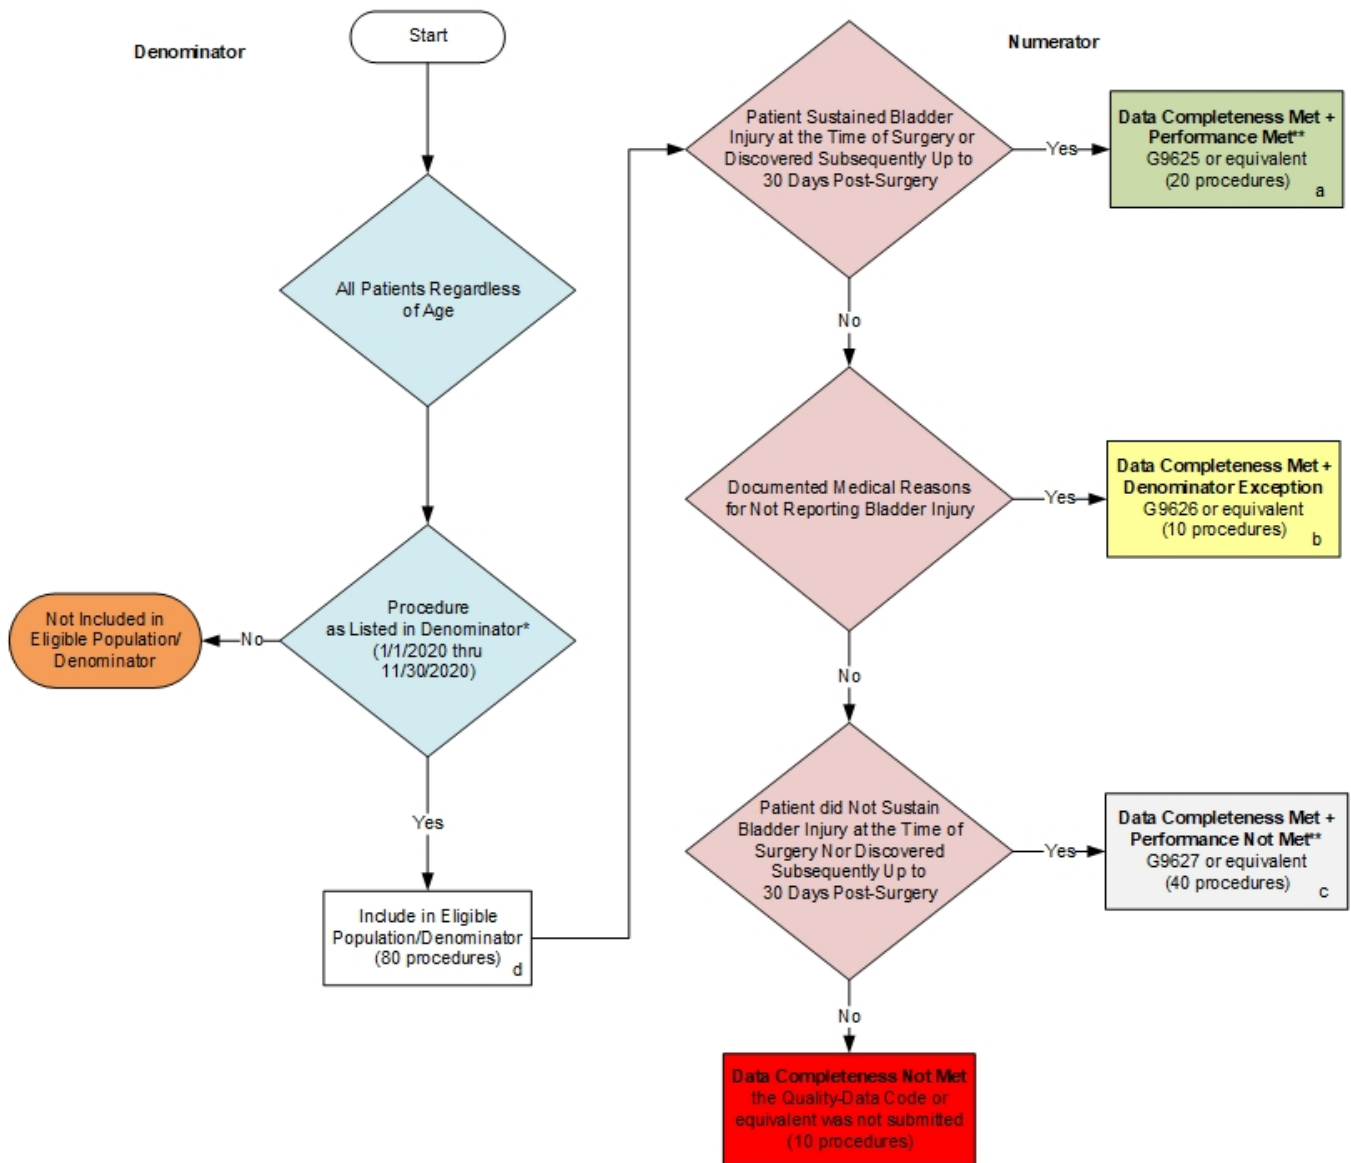 Denominator
Start
All Patients Regardless
of Age
Procedure
as Listed in Denominator*
(1/1/2020 thru
11/30/2020)
No
Not Included in
Eligible Population/
Denominator
Yes
Include in Eligible
Population/Denominator
(80 procedures)
d
Numerator
Patient Sustained Bladder
Injury at the Time of Surgery or
Discovered Subsequently Up to
30 Days Post-Surgery
Yes
Data Completeness Met +
Performance Met**
G9625 or equivalent
(20 procedures)
a
No
Documented Medical Reasons
for Not Reporting Bladder Injury
Yes
Data Completeness Met +
Denominator Exception
G9626 or equivalent
(10 procedures)
b
No
Patient did Not Sustain
Bladder Injury at the Time of
Surgery Nor Discovered
Subsequently Up to
30 Days Post-Surgery
Yes
Data Completeness Met +
Performance Not Met**
G9627 or equivalent
(40 procedures)
c
No
Data Completeness Not Met
the Quality-Data Code or
equivalent was not submitted
(10 procedures)